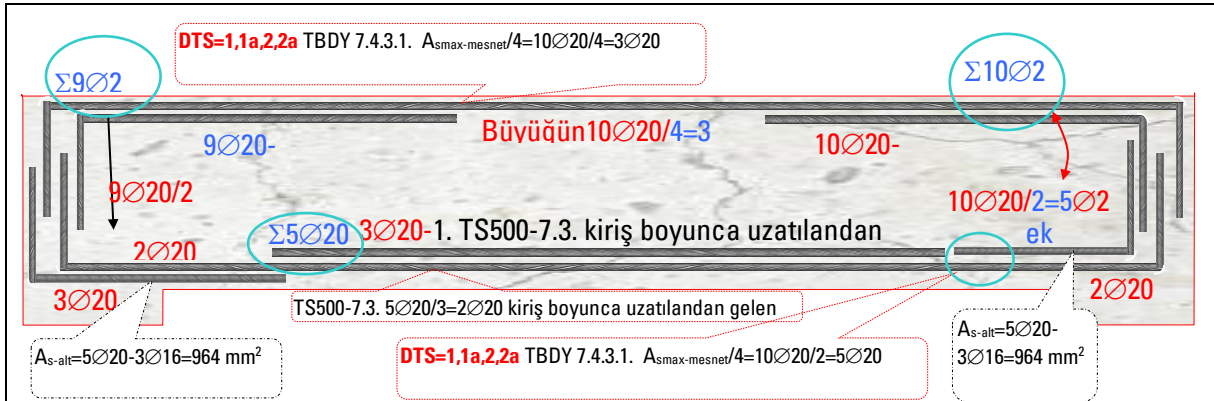 DTS=1,1a,2,2a TBDY 7.4.3.1. Asmax-mesnet/4=10∅20/4=3∅20
Σ9∅2
Σ10∅2
Büyüğün10∅20/4=3
9∅20-
10∅20-
9∅20/2
10∅20/2=5∅2
ek
Σ5∅20
3∅20-1. TS500-7.3. kiriş boyunca uzatılandan
2∅20
3∅20
2∅20
TS500-7.3. 5∅20/3=2∅20 kiriş boyunca uzatılandan gelen
As-alt=5∅20-3∅16=964 mm²
DTS=1,1a,2,2a TBDY 7.4.3.1. Asmax-mesnet/4=10∅20/2=5∅20
As-alt=5∅20-
3∅16=964 mm²